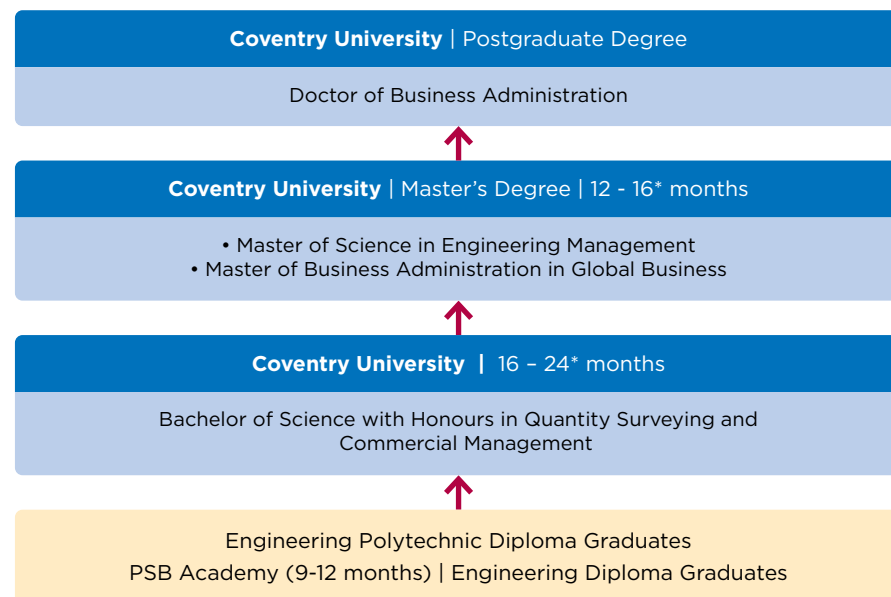 Coventry University | Postgraduate Degree
Doctor of Business Administration
Coventry University | Master's Degree | 12 - 16* months
• Master of Science in Engineering Management
• Master of Business Administration in Global Business
Coventry University | 16 – 24* months
Bachelor of Science with Honours in Quantity Surveying and
Commercial Management
Engineering Polytechnic Diploma Graduates
PSB Academy (9-12 months) | Engineering Diploma Graduates